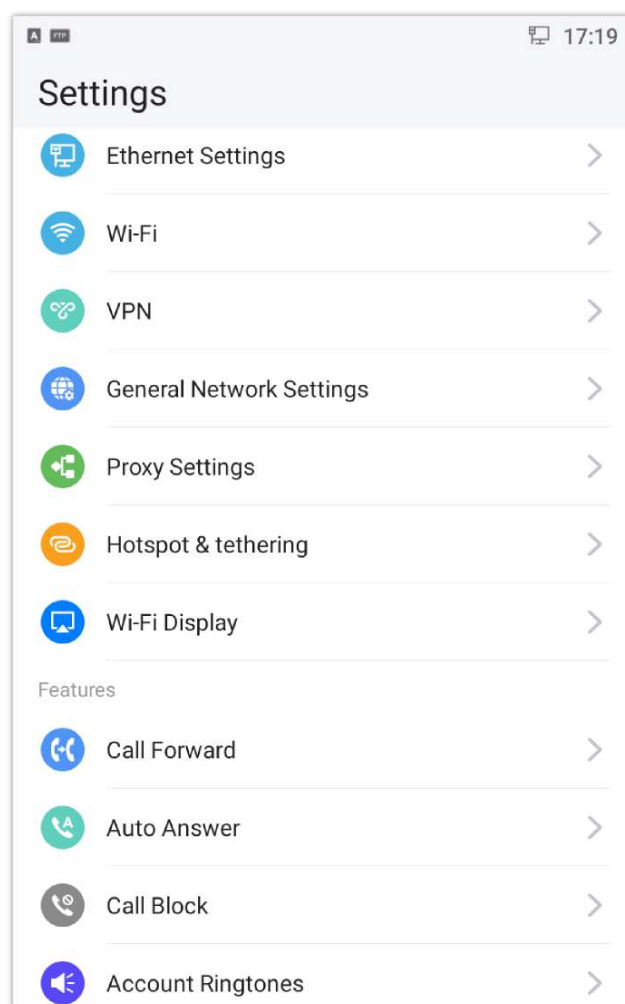 A FTP 17:19
Settings
Ethernet Settings
Wi-Fi
VPN
General Network Settings
Proxy Settings
Hotspot & tethering
Wi-Fi Display
Features
Call Forward
Auto Answer
Call Block
Account Ringtones